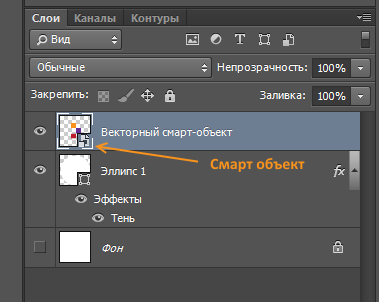 Слои Каналы Контуры
Вид T
Обычные Непрозрачность: 100%
Закрепить: Заливка: 100%
Векторный смарт-объект
Смарт объект
Эллипс 1 fx
Эффекты
Тень
Фон